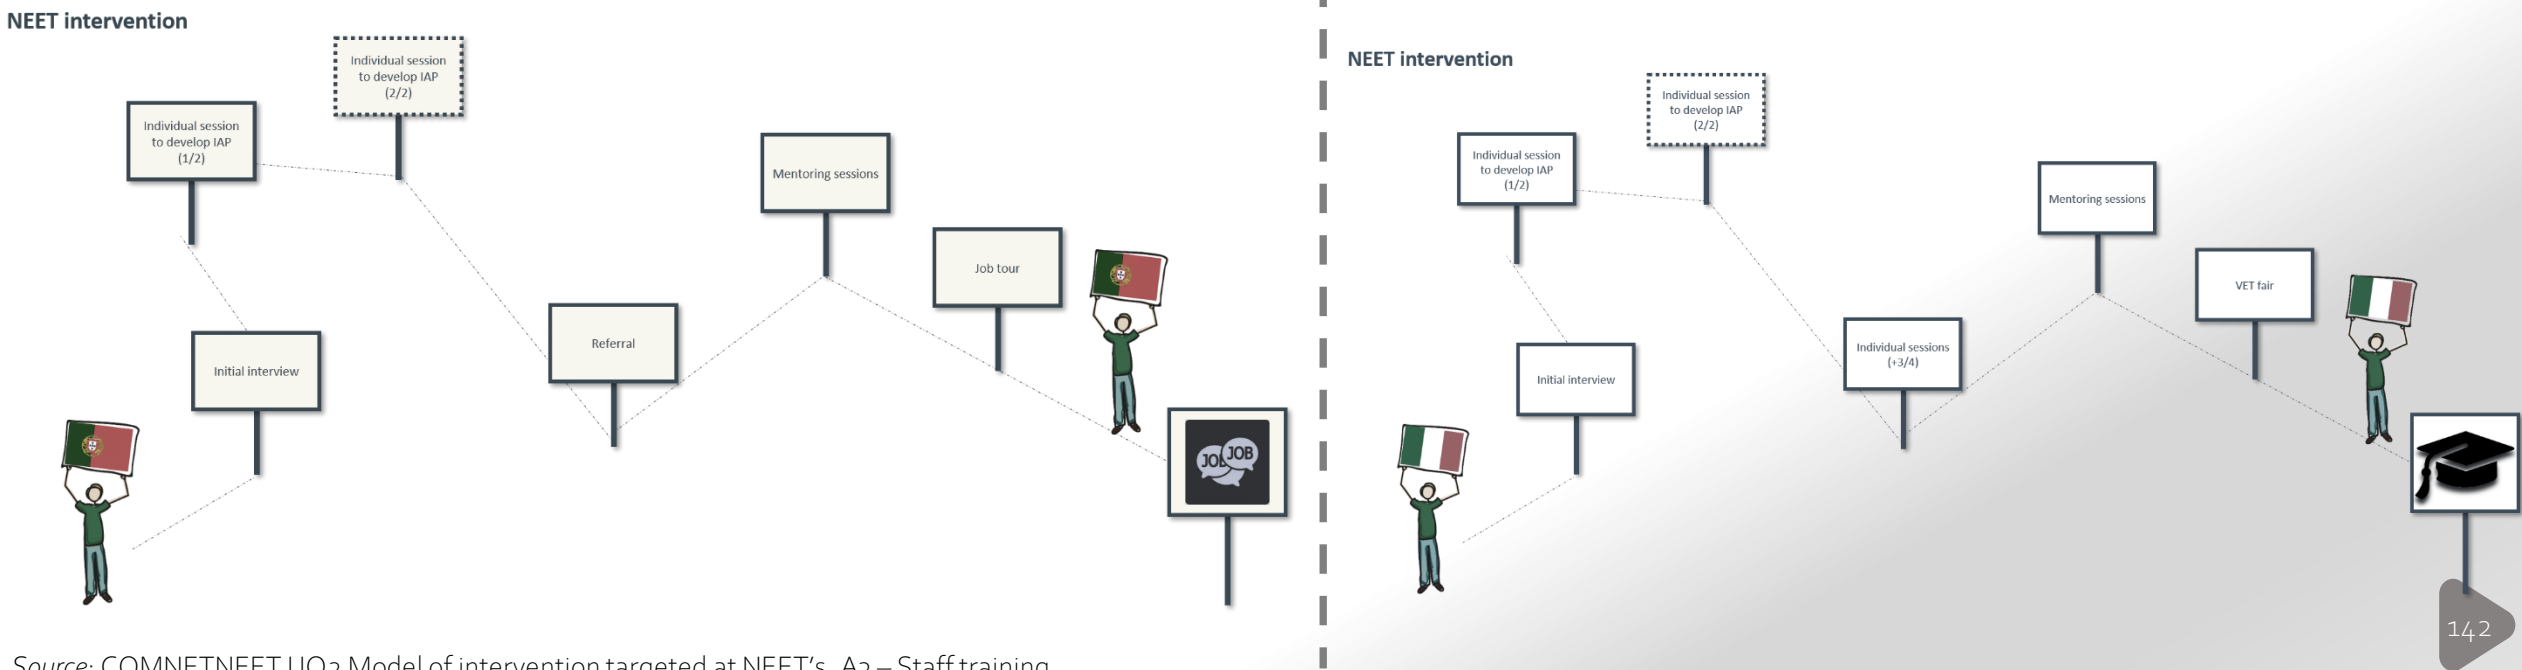 NEET intervention
Individual session
to develop IAP
(2/2)
Individual session
to develop IAP
(1/2)
Mentoring sessions
Job tour
Referral
Initial interview
JOB
JOB
NEET intervention
Individual session
to develop IAP
(2/2)
Individual session
to develop IAP
(1/2)
Mentoring sessions
VET fair
Individual sessions
(+3/4)
Initial interview
142
Source: COMNETNEET Model of intervention targeted at NEET's. – Staff training